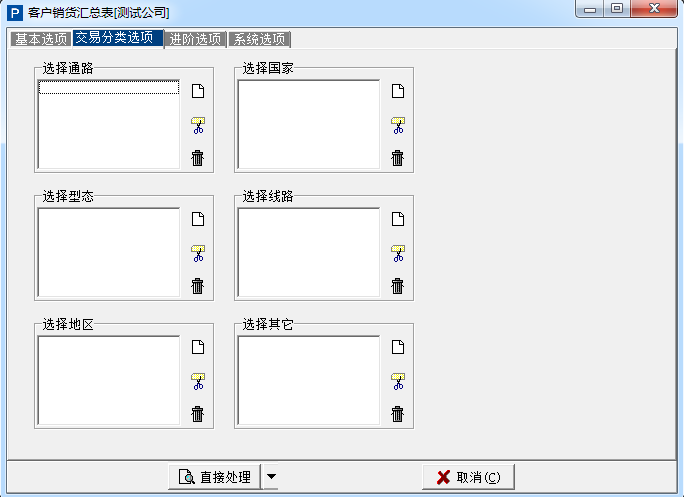 P 客户销货汇总表[测试公司]
基本选项 交易分类选项 进阶选项 系统选项
选择通路 选择国家
选择型态 选择线路
选择地区 选择其它
直接处理 取消(C)